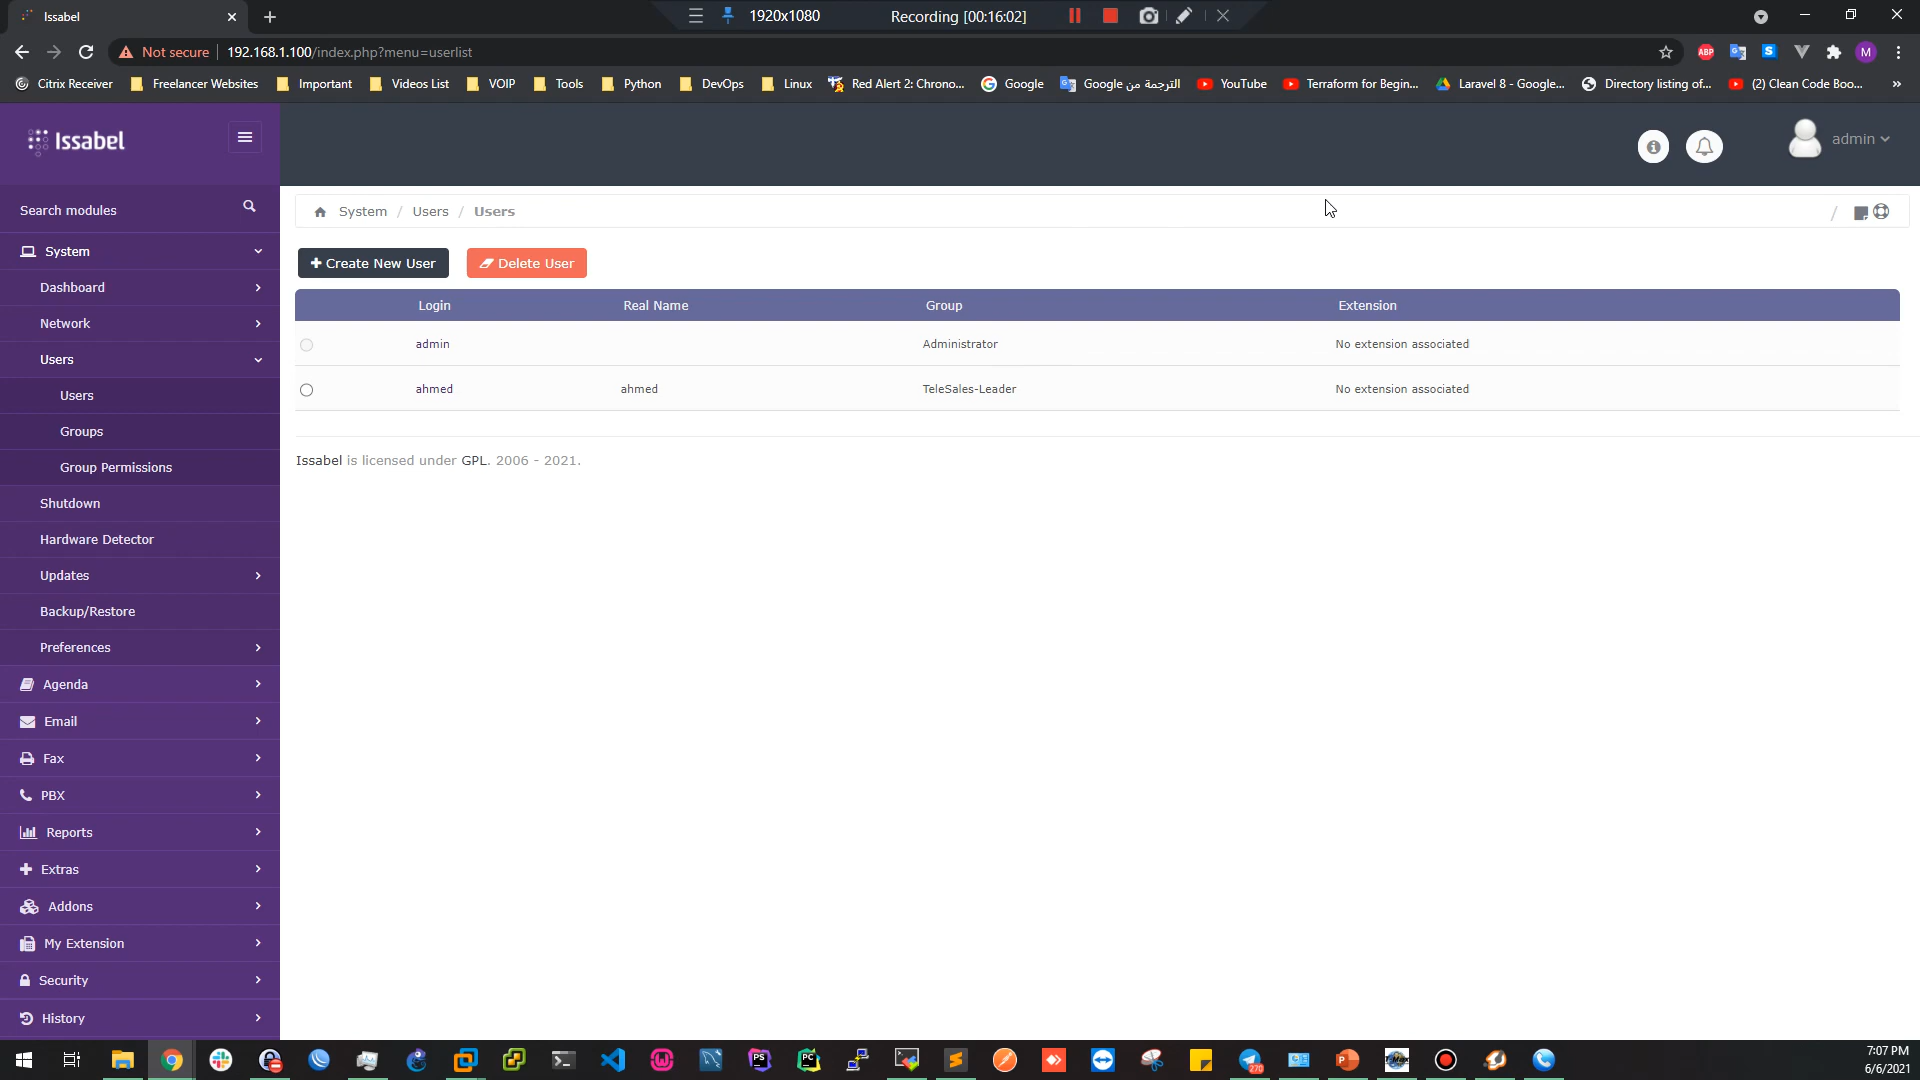 Issabel
1920x1080
Recording [00:16:02]
Not secure
192.168.1.100/index.php?menu=userlist
ABP
S
M
Citrix Receiver
Freelancer Websites
Important
Videos List
VOIP
Tools
Python
DevOps
Linux
Red Alert 2: Chrono...
Google
الترجمة من Google
YouTube
Terraform for Begin...
Laravel 8 - Google...
Directory listing of...
(2) Clean Code Boo...
»
Issabel
admin
Search modules
System / Users / Users
/
System
Create New User
Delete User
Dashboard
Login Real Name Group Extension
Network
admin Administrator No extension associated
Users
ahmed ahmed TeleSales-Leader No extension associated
Users
Groups
Issabel is licensed under GPL. 2006 - 2021.
Group Permissions
Shutdown
Hardware Detector
Updates
Backup/Restore
Preferences
Agenda
Email
Fax
PBX
Reports
Extras
Addons
My Extension
Security
History
PS
PC
270
P
7:07 PM
6/6/2021